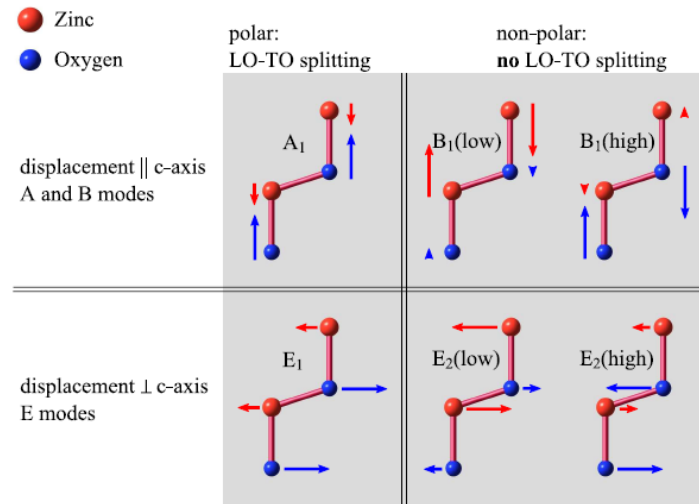 Zinc
Oxygen
polar:
LO-TO splitting
non-polar:
no LO-TO splitting
displacement || c-axis
A and B modes
A₁
B₁(low)
B₁(high)
displacement ⊥ c-axis
E modes
E₁
E₂(low)
E₂(high)